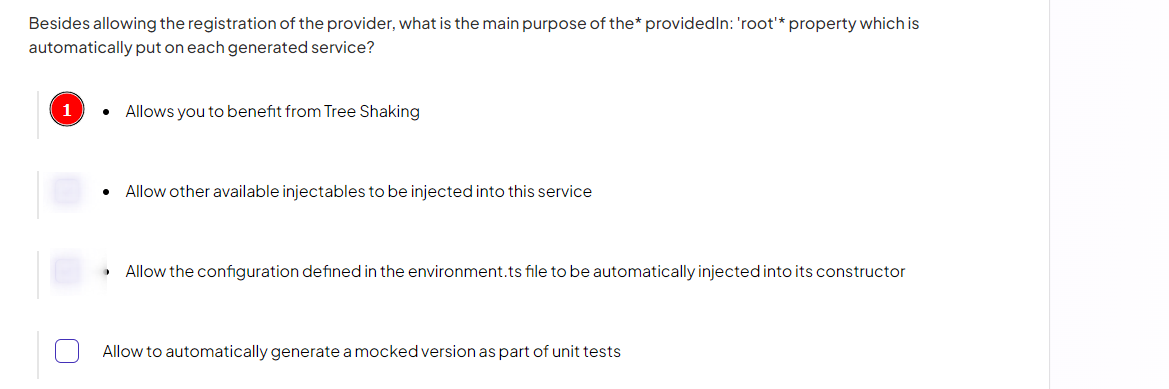 Besides allowing the registration of the provider, what is the main purpose of the* providedIn: 'root'* property which is
automatically put on each generated service?
1 • Allows you to benefit from Tree Shaking
• Allow other available injectables to be injected into this service
• Allow the configuration defined in the environment.ts file to be automatically injected into its constructor
Allow to automatically generate a mocked version as part of unit tests